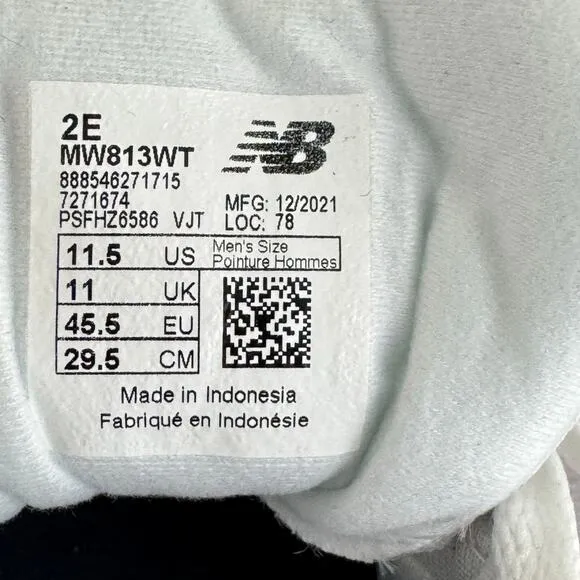 2E
MW813WT
NB
888546271715
7271674
PSFHZ6586 VJT
MFG: 12/2021
LOC: 78
11.5 US
Men's Size
Pointure Hommes
11 UK
45.5 EU
29.5 CM
Made in Indonesia
Fabriqué en Indonésie